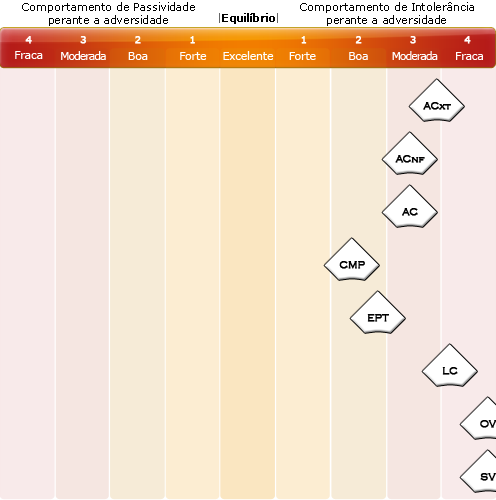 Comportamento de Passividade
perante a adversidade
|Equilíbrio|
Comportamento de Intolerância
perante a adversidade
4 3 2 1 1 2 3 4
Fraca Moderada Boa Forte Excelente Forte Boa Moderada Fraca
ACXT
ACNF
AC
CMP
EPT
LC
OV
SV